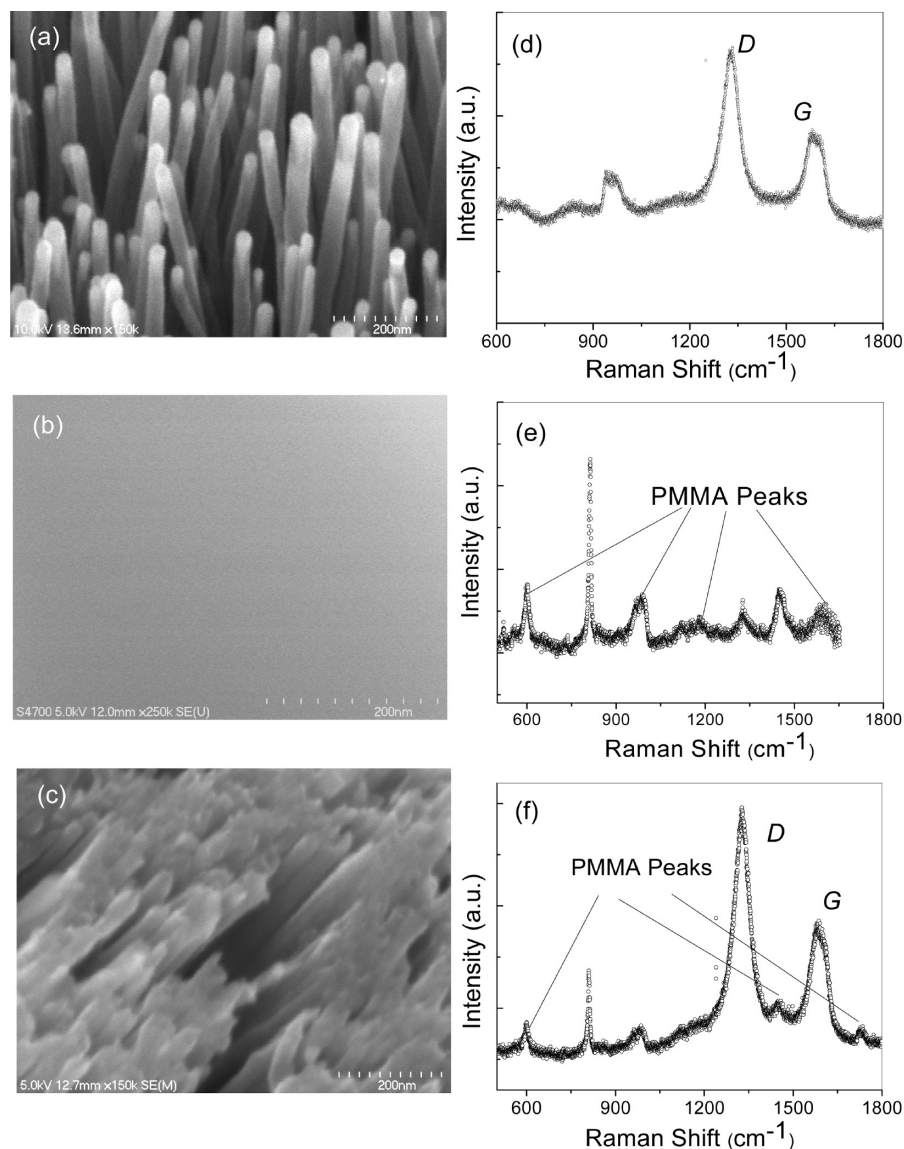 (a)
10.0kV 13.6mm x150k
200nm
(d)
D
G
Intensity (a.u.)
600 900 1200 1500 1800
Raman Shift (cm-1)
(b)
S4700 5.0kV 12.0mm x250k SE(U)
200nm
(e)
PMMA Peaks
Intensity (a.u.)
600 900 1200 1500 1800
Raman Shift (cm-1)
(c)
5.0kV 12.7mm x150k SE(M)
200nm
(f)
D
PMMA Peaks
G
Intensity (a.u.)
600 900 1200 1500 1800
Raman Shift (cm-1)